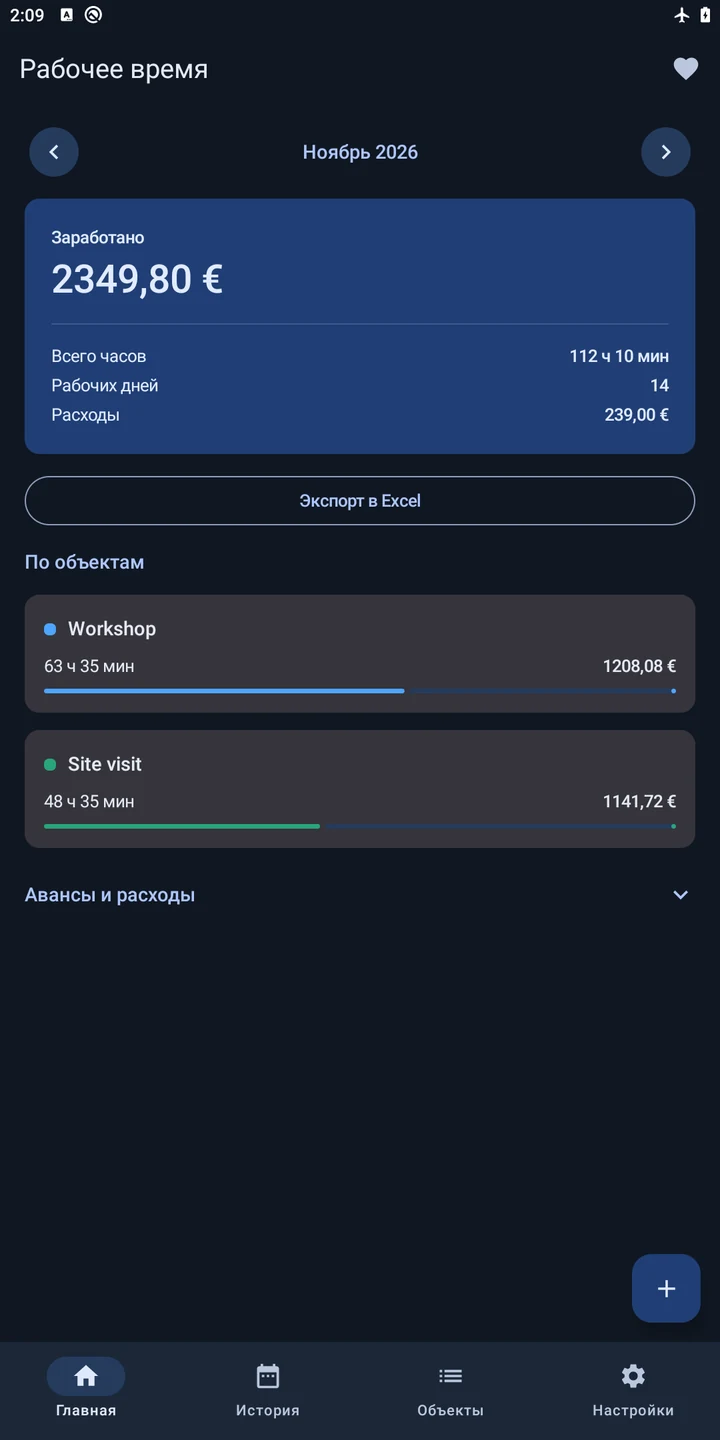 2:09
Рабочее время
Ноябрь 2026
Заработано
2349,80 €
Всего часов 112 ч 10 мин
Рабочих дней 14
Расходы 239,00 €
Экспорт в Excel
По объектам
Workshop
63 ч 35 мин 1208,08 €
Site visit
48 ч 35 мин 1141,72 €
Авансы и расходы
Главная История Объекты Настройки